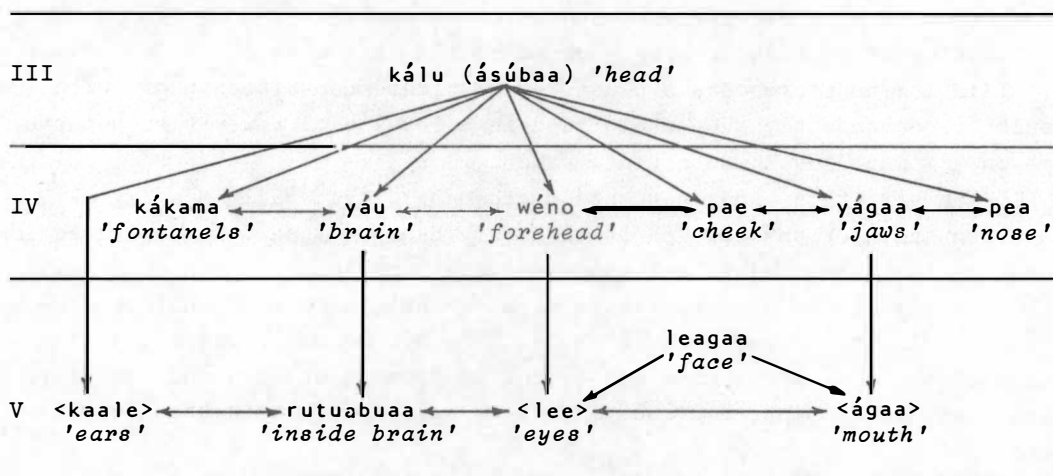 III kálu (ásúbaa) 'head'
IV kákama yáu wéno pae yágaa pea
'fontanels' 'brain' 'forehead' 'cheek' 'jaws' 'nose'
leagaa
'face'
V <kaale> rutuabuaa <lee> <ágaa>
'ears' 'inside brain' 'eyes' 'mouth'